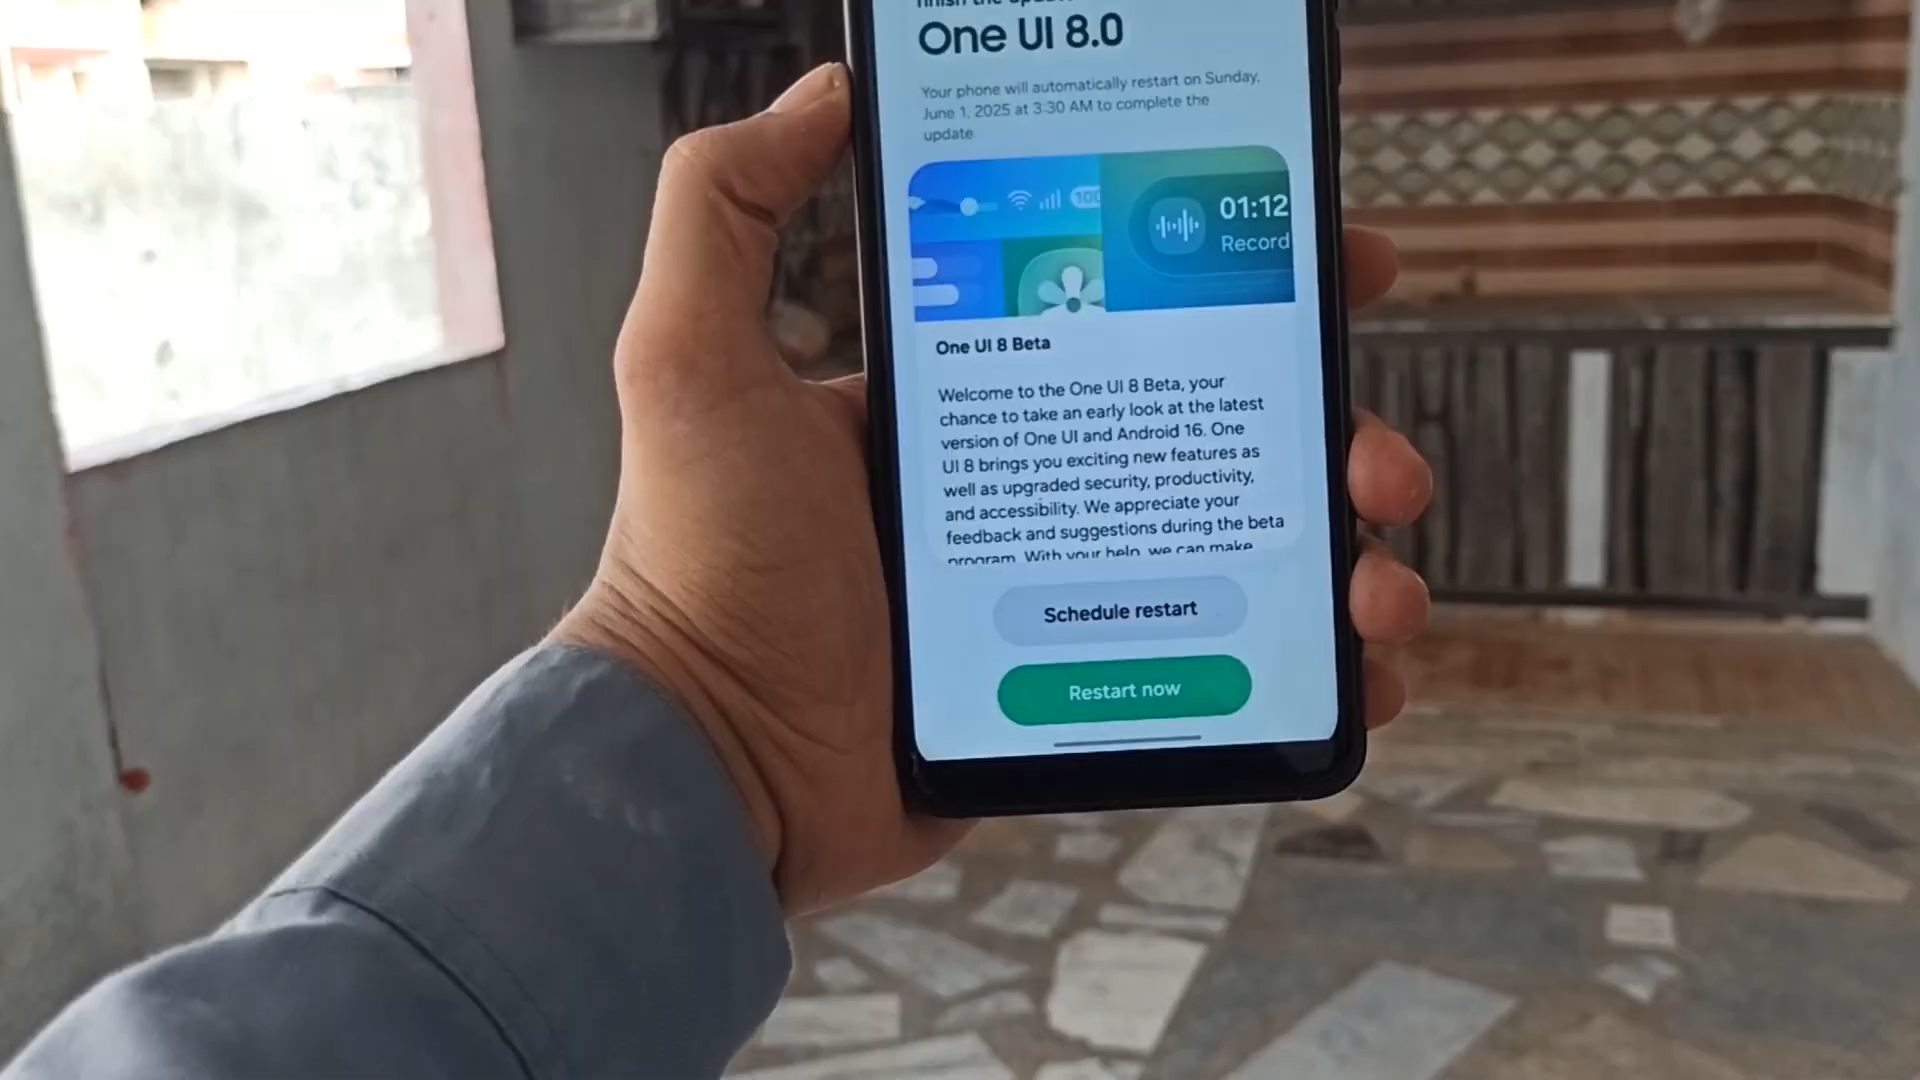 finish the
One UI 8.0
Your phone will automatically restart on Sunday,
June 1, 2025 at 3:30 AM to complete the
update
100
01:12
Record
One UI 8 Beta
Welcome to the One UI 8 Beta, your
chance to take an early look at the latest
version of One UI and Android 16. One
UI 8 brings you exciting new features as
well as upgraded security, productivity,
and accessibility. We appreciate your
feedback and suggestions during the beta
program. With your help, we can make
Schedule restart
Restart now